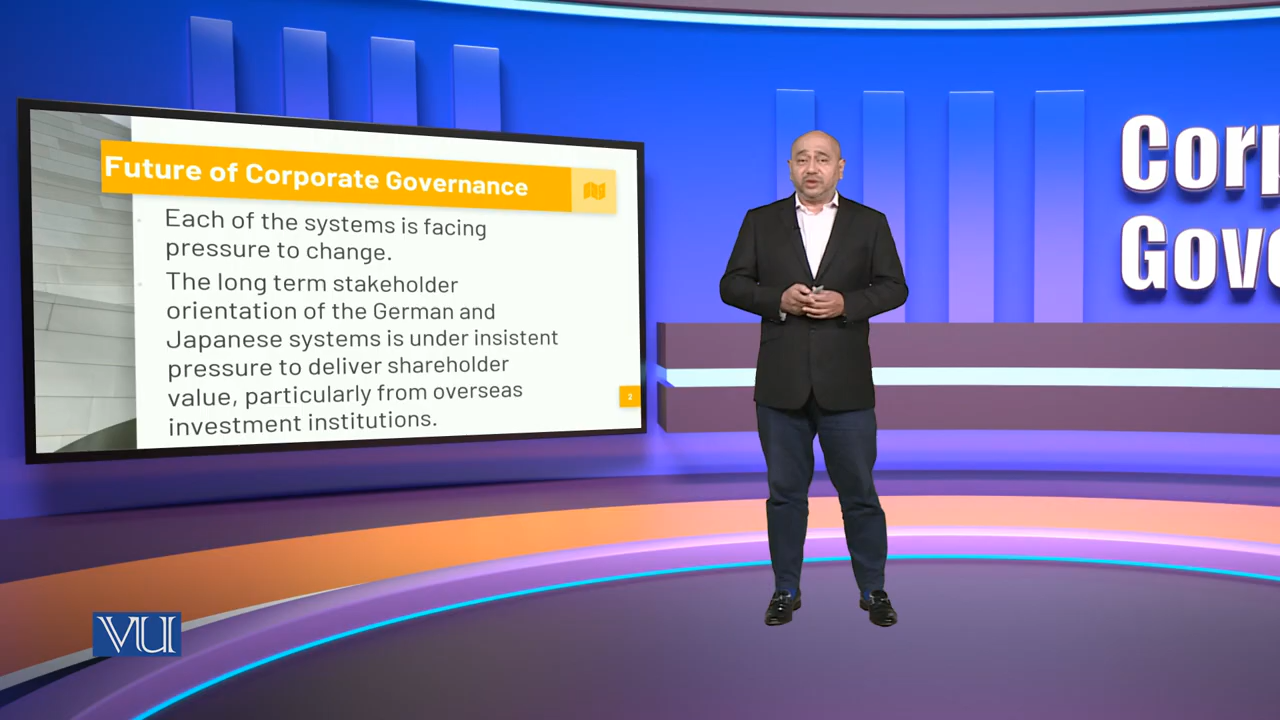 Future of Corporate Governance
Each of the systems is facing
pressure to change.
The long term stakeholder
orientation of the German and
Japanese systems is under insistent
pressure to deliver shareholder
value, particularly from overseas
investment institutions.
2
Corp
Gove
VU